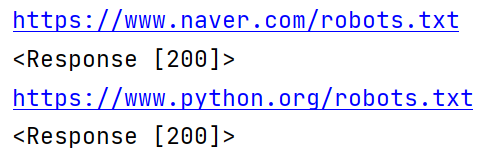 https://www.naver.com/robots.txt
<Response [200]>
https://www.python.org/robots.txt
<Response [200]>